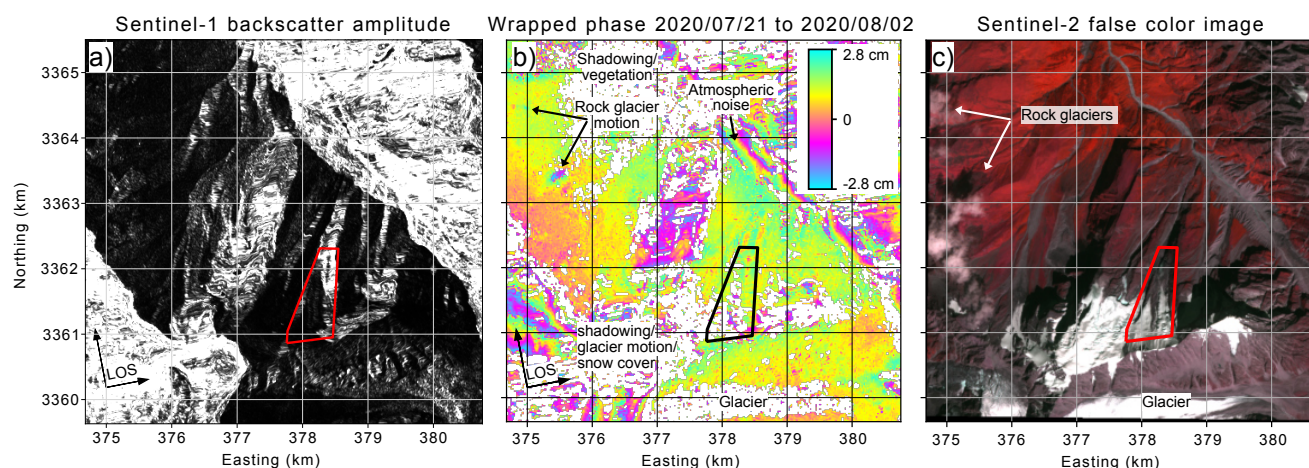 Sentinel-1 backscatter amplitude
Wrapped phase 2020/07/21 to 2020/08/02
Sentinel-2 false color image
a)
3365
3364
3363
3362
3361
3360
Northing (km)
LOS
375 376 377 378 379 380
Easting (km)
b)
Shadowing/
vegetation
Rock glacier
motion
Atmospheric
noise
2.8 cm
0
-2.8 cm
shadowing/
glacier motion/
snow cover
LOS
Glacier
375 376 377 378 379 380
Easting (km)
c)
Rock glaciers
Glacier
375 376 377 378 379 380
Easting (km)